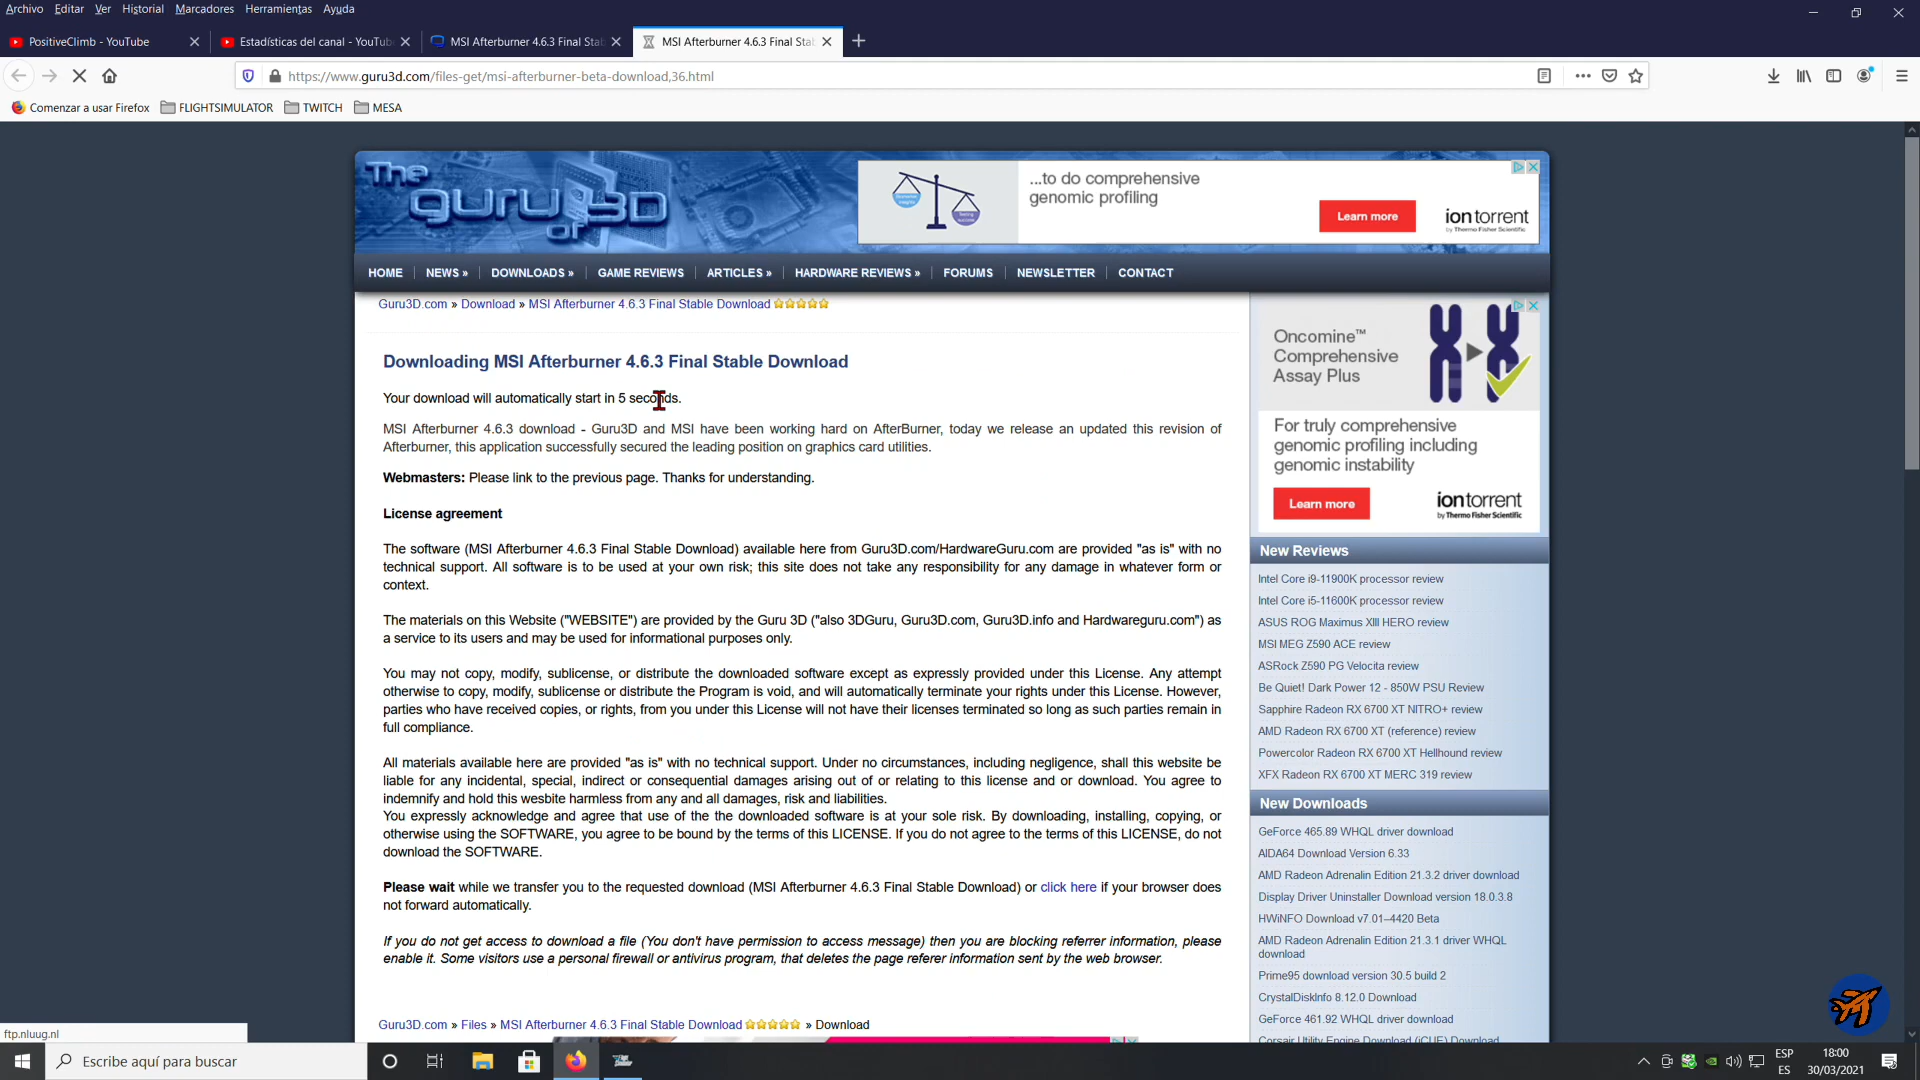 Archivo Editar Ver Historial Marcadores Herramientas Ayuda
PositiveClimb - YouTube
Estadísticas del canal - YouTub
MSI Afterburner 4.6.3 Final Sta
MSI Afterburner 4.6.3 Final Sta
https://www.guru3d.com/files-get/msi-afterburner-beta-download,36.html
Comenzar a usar Firefox FLIGHTSIMULATOR TWITCH MESA
The guru of 3D
...to do comprehensive
genomic profiling
Learn more
iontorrent
by Thermo Fisher Scientific
HOME NEWS » DOWNLOADS » GAME REVIEWS ARTICLES » HARDWARE REVIEWS » FORUMS NEWSLETTER CONTACT
Guru3D.com » Download » MSI Afterburner 4.6.3 Final Stable Download
Downloading MSI Afterburner 4.6.3 Final Stable Download
Your download will automatically start in 5 seconds.
MSI Afterburner 4.6.3 download - Guru3D and MSI have been working hard on AfterBurner, today we release an updated this revision of
Afterburner, this application successfully secured the leading position on graphics card utilities.
Webmasters: Please link to the previous page. Thanks for understanding.
License agreement
The software (MSI Afterburner 4.6.3 Final Stable Download) available here from Guru3D.com/HardwareGuru.com are provided "as is" with no
technical support. All software is to be used at your own risk; this site does not take any responsibility for any damage in whatever form or
context.
The materials on this Website ("WEBSITE") are provided by the Guru 3D ("also 3DGuru, Guru3D.com, Guru3D.info and Hardwareguru.com") as
a service to its users and may be used for informational purposes only.
You may not copy, modify, sublicense, or distribute the downloaded software except as expressly provided under this License. Any attempt
otherwise to copy, modify, sublicense or distribute the Program is void, and will automatically terminate your rights under this License. However,
parties who have received copies, or rights, from you under this License will not have their licenses terminated so long as such parties remain in
full compliance.
All materials available here are provided "as is" with no technical support. Under no circumstances, including negligence, shall this website be
liable for any incidental, special, indirect or consequential damages arising out of or relating to this license and or download. You agree to
indemnify and hold this wesbite harmless from any and all damages, risk and liabilities.
You expressly acknowledge and agree that use of the the downloaded software is at your sole risk. By downloading, installing, copying, or
otherwise using the SOFTWARE, you agree to be bound by the terms of this LICENSE. If you do not agree to the terms of this LICENSE, do not
download the SOFTWARE.
Please wait while we transfer you to the requested download (MSI Afterburner 4.6.3 Final Stable Download) or click here if your browser does
not forward automatically.
If you do not get access to download a file (You don't have permission to access message) then you are blocking referrer information, please
enable it. Some visitors use a personal firewall or antivirus program, that deletes the page referer information sent by the web browser.
Guru3D.com » Files » MSI Afterburner 4.6.3 Final Stable Download » Download
Oncomine™
Comprehensive
Assay Plus
For truly comprehensive
genomic profiling including
genomic instability
Learn more
iontorrent
by Thermo Fisher Scientific
New Reviews
Intel Core i9-11900K processor review
Intel Core i5-11600K processor review
ASUS ROG Maximus XIII HERO review
MSI MEG Z590 ACE review
ASRock Z590 PG Velocita review
Be Quiet! Dark Power 12 - 850W PSU Review
Sapphire Radeon RX 6700 XT NITRO+ review
AMD Radeon RX 6700 XT (reference) review
Powercolor Radeon RX 6700 XT Hellhound review
XFX Radeon RX 6700 XT MERC 319 review
New Downloads
GeForce 465.89 WHQL driver download
AIDA64 Download Version 6.33
AMD Radeon Adrenalin Edition 21.3.2 driver download
Display Driver Uninstaller Download version 18.0.3.8
HWiNFO Download v7.01–4420 Beta
AMD Radeon Adrenalin Edition 21.3.1 driver WHQL
download
Prime95 download version 30.5 build 2
CrystalDiskInfo 8.12.0 Download
GeForce 461.92 WHQL driver download
Corsair Utility Engine Download (iCUE) Download
ftp.nluug.nl
Escribe aquí para buscar
ESP
ES
18:00
30/03/2021